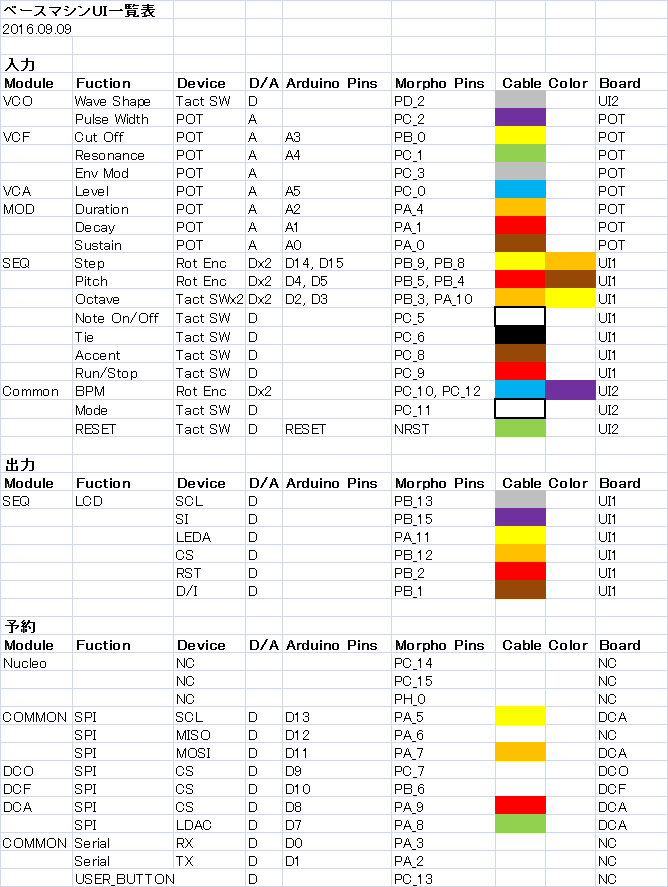 ベースマシンUI一覧表
2016.09.09
入力
Module Fuction Device D/A Arduino Pins Morpho Pins Cable Color Board
VCO Wave Shape Tact SW D PD_2 UI2
Pulse Width POT A PC_2 POT
VCF Cut Off POT A A3 PB_0 POT
Resonance POT A A4 PC_1 POT
Env Mod POT A PC_3 POT
VCA Level POT A A5 PC_0 POT
MOD Duration POT A A2 PA_4 POT
Decay POT A A1 PA_1 POT
Sustain POT A A0 PA_0 POT
SEQ Step Rot Enc Dx2 D14, D15 PB_9, PB_8 UI1
Pitch Rot Enc Dx2 D4, D5 PB_5, PB_4 UI1
Octave Tact SWx2 Dx2 D2, D3 PB_3, PA_10 UI1
Note On/Off Tact SW D PC_5 UI1
Tie Tact SW D PC_6 UI1
Accent Tact SW D PC_8 UI1
Run/Stop Tact SW D PC_9 UI1
Common BPM Rot Enc Dx2 PC_10, PC_12 UI2
Mode Tact SW D PC_11 UI2
RESET Tact SW D RESET NRST UI2
出力
Module Fuction Device D/A Arduino Pins Morpho Pins Cable Color Board
SEQ LCD SCL D PB_13 UI1
SI D PB_15 UI1
LEDA D PA_11 UI1
CS D PB_12 UI1
RST D PB_2 UI1
D/I D PB_1 UI1
予約
Module Fuction Device D/A Arduino Pins Morpho Pins Cable Color Board
Nucleo NC PC_14 NC
NC PC_15 NC
NC PH_0 NC
COMMON SPI SCL D D13 PA_5 DCA
SPI MISO D D12 PA_6 NC
SPI MOSI D D11 PA_7 DCA
DCO SPI CS D D9 PC_7 DCO
DCF SPI CS D D10 PB_6 DCF
DCA SPI CS D D8 PA_9 DCA
SPI LDAC D D7 PA_8 DCA
COMMON Serial RX D D0 PA_3 NC
Serial TX D D1 PA_2 NC
USER_BUTTON D PC_13 NC